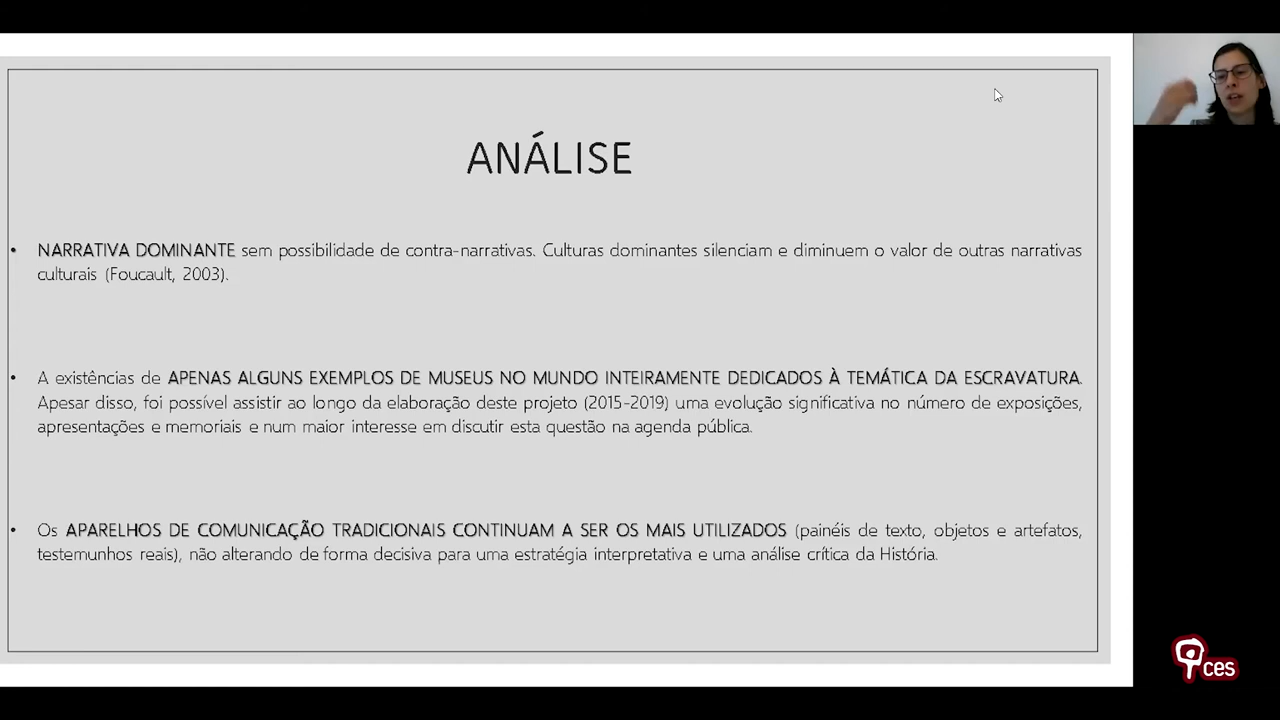 ANÁLISE
• NARRATIVA DOMINANTE sem possibilidade de contra-narrativas. Culturas dominantes silenciam e diminuem o valor de outras narrativas
culturais (Foucault, 2003).
• A existências de APENAS ALGUNS EXEMPLOS DE MUSEUS NO MUNDO INTEIRAMENTE DEDICADOS À TEMÁTICA DA ESCRAVATURA.
Apesar disso, foi possível assistir ao longo da elaboração deste projeto (2015-2019) uma evolução significativa no número de exposições,
apresentações e memoriais e num maior interesse em discutir esta questão na agenda pública.
• Os APARELHOS DE COMUNICAÇÃO TRADICIONAIS CONTINUAM A SER OS MAIS UTILIZADOS (painéis de texto, objetos e artefatos,
testemunhos reais), não alterando de forma decisiva para uma estratégia interpretativa e uma análise crítica da História.
ces